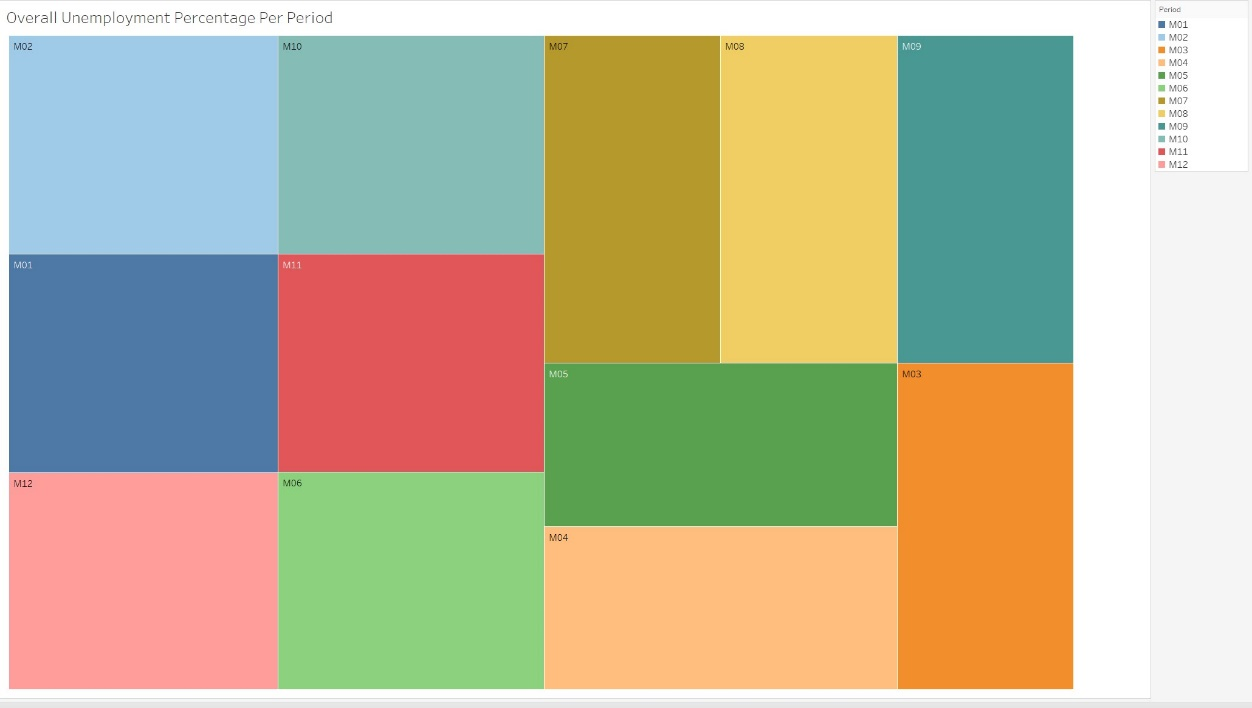 Overall Unemployment Percentage Per Period
M02
M10
M07
M08
M09
M01
M11
M05
M03
M12
M06
M04
Period
M01
M02
M03
M04
M05
M06
M07
M08
M09
M10
M11
M12